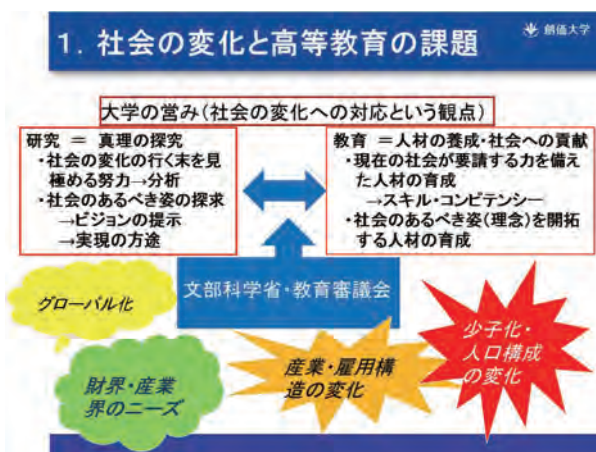 1. 社会の変化と高等教育の課題
創価大学
大学の営み(社会の変化への対応という観点)
研究 = 真理の探究
・社会の変化の行く末を見
極める努力→分析
・社会のあるべき姿の探求
→ビジョンの提示
→実現の方途
教育 =人材の養成・社会への貢献
・現在の社会が要請する力を備え
た人材の育成
→スキル・コンピテンシー
・社会のあるべき姿(理念)を開拓
する人材の育成
文部科学省・教育審議会
グローバル化
財界・産業
界のニーズ
産業・雇用構
造の変化
少子化・
人口構成
の変化